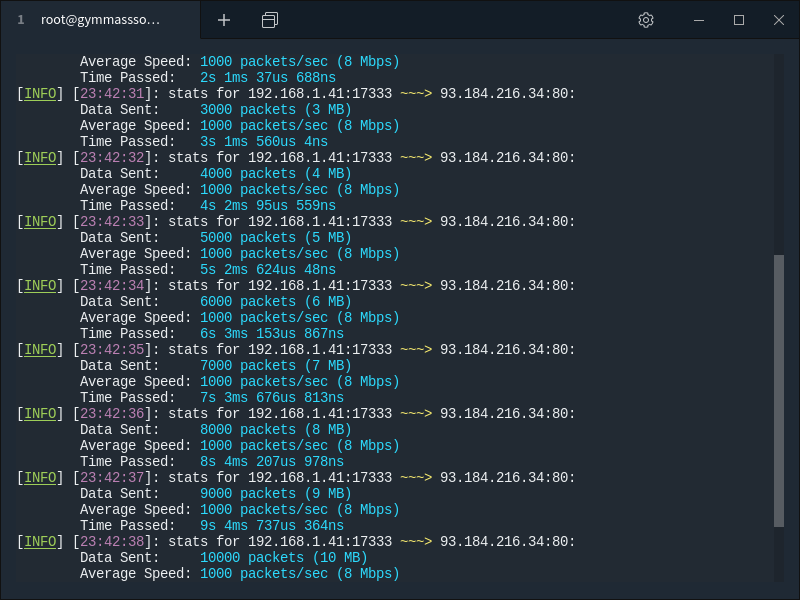 1 root@gymmassso...
Average Speed: 1000 packets/sec (8 Mbps)
Time Passed: 2s 1ms 37us 688ns
[INFO] [23:42:31]: stats for 192.168.1.41:17333 ~~~> 93.184.216.34:80:
Data Sent: 3000 packets (3 MB)
Average Speed: 1000 packets/sec (8 Mbps)
Time Passed: 3s 1ms 560us 4ns
[INFO] [23:42:32]: stats for 192.168.1.41:17333 ~~~> 93.184.216.34:80:
Data Sent: 4000 packets (4 MB)
Average Speed: 1000 packets/sec (8 Mbps)
Time Passed: 4s 2ms 95us 559ns
[INFO] [23:42:33]: stats for 192.168.1.41:17333 ~~~> 93.184.216.34:80:
Data Sent: 5000 packets (5 MB)
Average Speed: 1000 packets/sec (8 Mbps)
Time Passed: 5s 2ms 624us 48ns
[INFO] [23:42:34]: stats for 192.168.1.41:17333 ~~~> 93.184.216.34:80:
Data Sent: 6000 packets (6 MB)
Average Speed: 1000 packets/sec (8 Mbps)
Time Passed: 6s 3ms 153us 867ns
[INFO] [23:42:35]: stats for 192.168.1.41:17333 ~~~> 93.184.216.34:80:
Data Sent: 7000 packets (7 MB)
Average Speed: 1000 packets/sec (8 Mbps)
Time Passed: 7s 3ms 676us 813ns
[INFO] [23:42:36]: stats for 192.168.1.41:17333 ~~~> 93.184.216.34:80:
Data Sent: 8000 packets (8 MB)
Average Speed: 1000 packets/sec (8 Mbps)
Time Passed: 8s 4ms 207us 978ns
[INFO] [23:42:37]: stats for 192.168.1.41:17333 ~~~> 93.184.216.34:80:
Data Sent: 9000 packets (9 MB)
Average Speed: 1000 packets/sec (8 Mbps)
Time Passed: 9s 4ms 737us 364ns
[INFO] [23:42:38]: stats for 192.168.1.41:17333 ~~~> 93.184.216.34:80:
Data Sent: 10000 packets (10 MB)
Average Speed: 1000 packets/sec (8 Mbps)